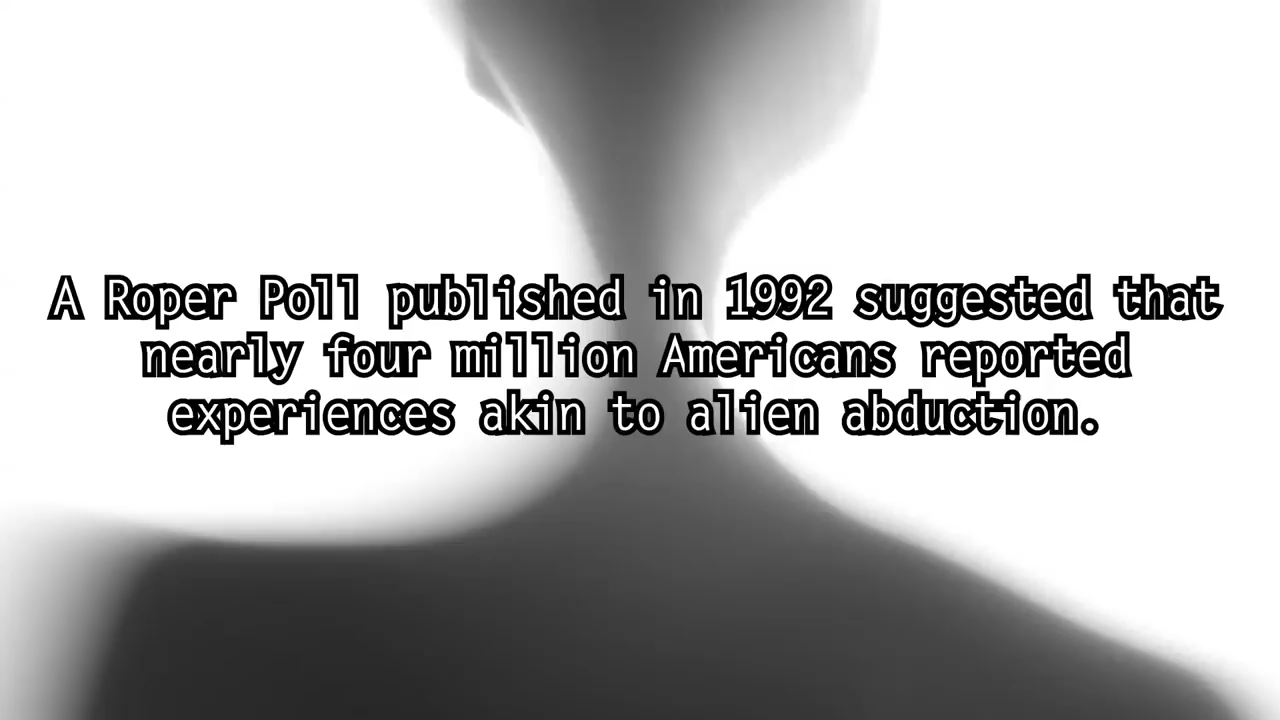 A Roper Poll published in 1992 suggested that
nearly four million Americans reported
experiences akin to alien abduction.